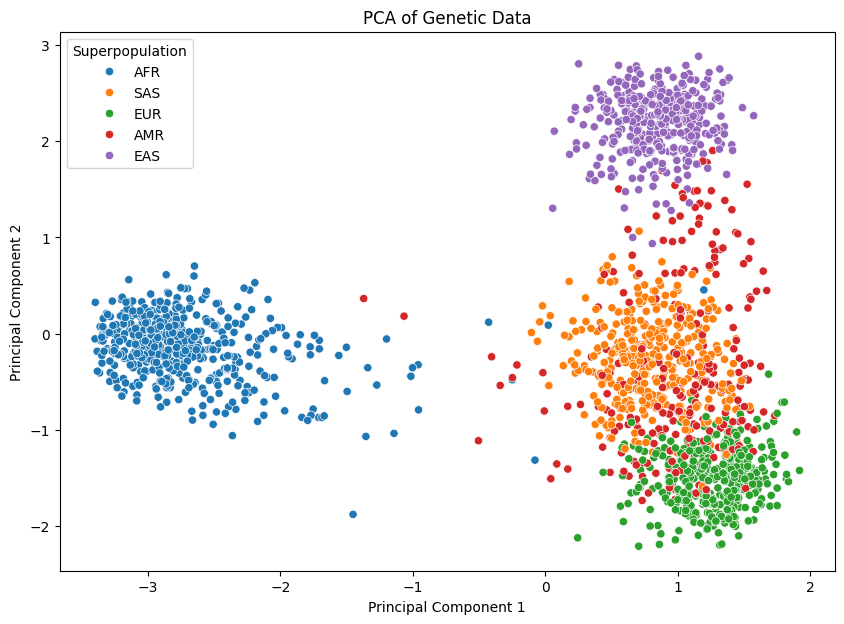 PCA of Genetic Data
Superpopulation
AFR
SAS
EUR
AMR
EAS
Principal Component 2
3
2
1
0
−1
−2
−3
−2
−1
0
1
2
Principal Component 1